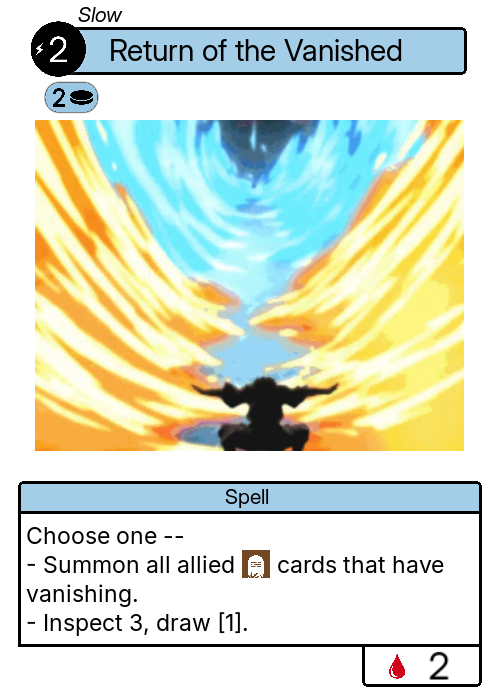 Slow
2 Return of the Vanished
2
Spell
Choose one --
- Summon all allied cards that have
vanishing.
- Inspect 3, draw [1].
2